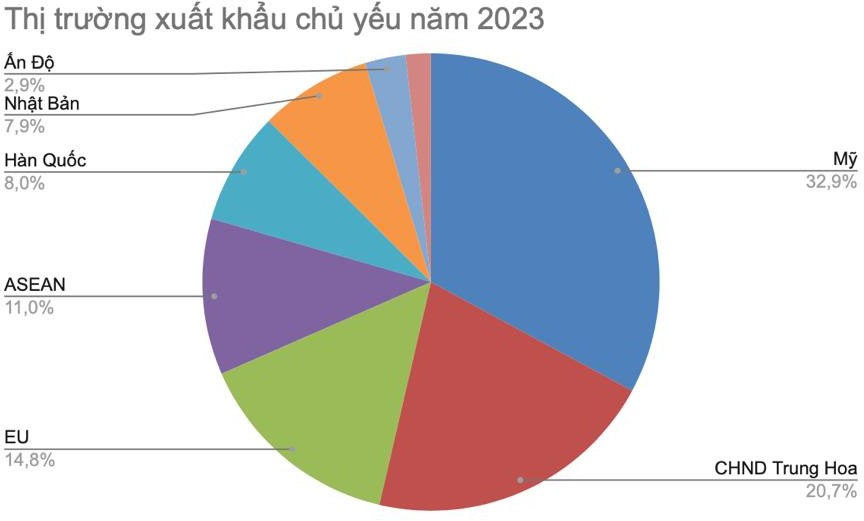 Thị trường xuất khẩu chủ yếu năm 2023
Ấn Độ
2,9%
Nhật Bản
7,9%
Hàn Quốc
8,0%
ASEAN
11,0%
EU
14,8%
Mỹ
32,9%
CHND Trung Hoa
20,7%